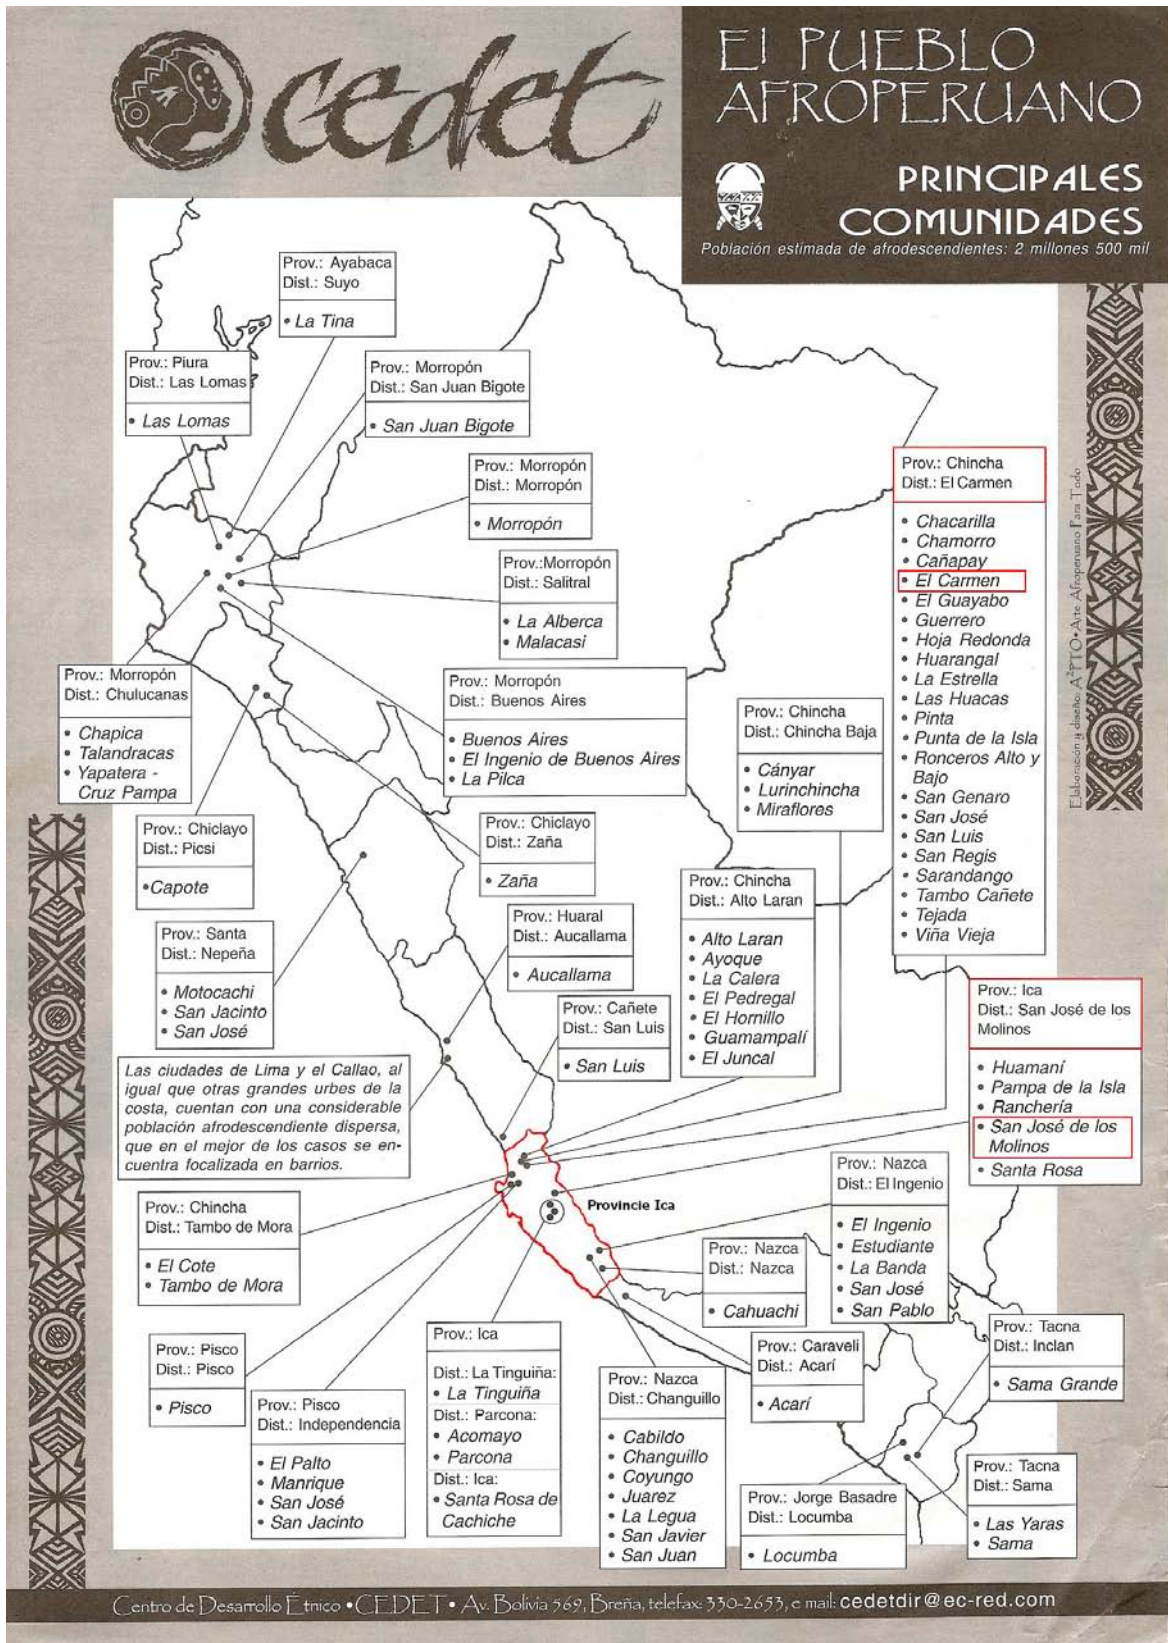 cedet
El PUEBLO
AFROPERUANO
PRINCIPALES
COMUNIDADES
Población estimada de afrodescendientes: 2 millones 500 mil
Prov.: Ayabaca
Dist.: Suyo
• La Tina
Prov.: Piura
Dist.: Las Lomas
• Las Lomas
Prov.: Morropón
Dist.: San Juan Bigote
• San Juan Bigote
Prov.: Morropón
Dist.: Morropón
• Morropón
Prov.:Morropón
Dist.: Salitral
• La Alberca
• Malacasi
Prov.: Morropón
Dist.: Chulucanas
• Chapica
• Talandracas
• Yapatera -
Cruz Pampa
Prov.: Morropón
Dist.: Buenos Aires
• Buenos Aires
• El Ingenio de Buenos Aires
• La Pilca
Prov.: Chincha
Dist.: Chincha Baja
• Cányar
• Lurinchincha
• Miraflores
Prov.: Chincha
Dist.: El Carmen
• Chacarilla
• Chamorro
• Cañapay
• El Carmen
• El Guayabo
• Guerrero
• Hoja Redonda
• Huarangal
• La Estrella
• Las Huacas
• Pinta
• Punta de la Isla
• Ronceros Alto y
Bajo
• San Genaro
• San José
• San Luis
• San Regis
• Sarandango
• Tambo Cañete
• Tejada
• Viña Vieja
Elaboración y diseño: A²PTO • Arte Afroperuano Para Todo
Prov.: Chiclayo
Dist.: Picsi
•Capote
Prov.: Chiclayo
Dist.: Zaña
• Zaña
Prov.: Chincha
Dist.: Alto Laran
• Alto Laran
• Ayoque
• La Calera
• El Pedregal
• El Hornillo
• Guamampalí
• El Juncal
Prov.: Santa
Dist.: Nepeña
• Motocachi
• San Jacinto
• San José
Prov.: Huaral
Dist.: Aucallama
• Aucallama
Prov.: Cañete
Dist.: San Luis
• San Luis
Prov.: Ica
Dist.: San José de los
Molinos
• Huamaní
• Pampa de la Isla
• Ranchería
• San José de los
Molinos
• Santa Rosa
Las ciudades de Lima y el Callao, al
igual que otras grandes urbes de la
costa, cuentan con una considerable
población afrodescendiente dispersa,
que en el mejor de los casos se en-
cuentra focalizada en barrios.
Prov.: Chincha
Dist.: Tambo de Mora
• El Cote
• Tambo de Mora
Provincie Ica
Prov.: Nazca
Dist.: El Ingenio
• El Ingenio
• Estudiante
• La Banda
• San José
• San Pablo
Prov.: Nazca
Dist.: Nazca
• Cahuachi
Prov.: Pisco
Dist.: Pisco
• Pisco
Prov.: Pisco
Dist.: Independencia
• El Palto
• Manrique
• San José
• San Jacinto
Prov.: Ica
Dist.: La Tinguiña:
• La Tinguiña
Dist.: Parcona:
• Acomayo
• Parcona
Dist.: Ica:
• Santa Rosa de
Cachiche
Prov.: Nazca
Dist.: Changuillo
• Cabildo
• Changuillo
• Coyungo
• Juarez
• La Legua
• San Javier
• San Juan
Prov.: Caraveli
Dist.: Acarí
• Acarí
Prov.: Tacna
Dist.: Inclan
• Sama Grande
Prov.: Jorge Basadre
Dist.: Locumba
• Locumba
Prov.: Tacna
Dist.: Sama
• Las Yaras
• Sama
Centro de Desarrollo Étnico • CEDET • Av. Bolivia 569, Breña, telefax: 330-2653, e mail: cedetdir@ec-red.com